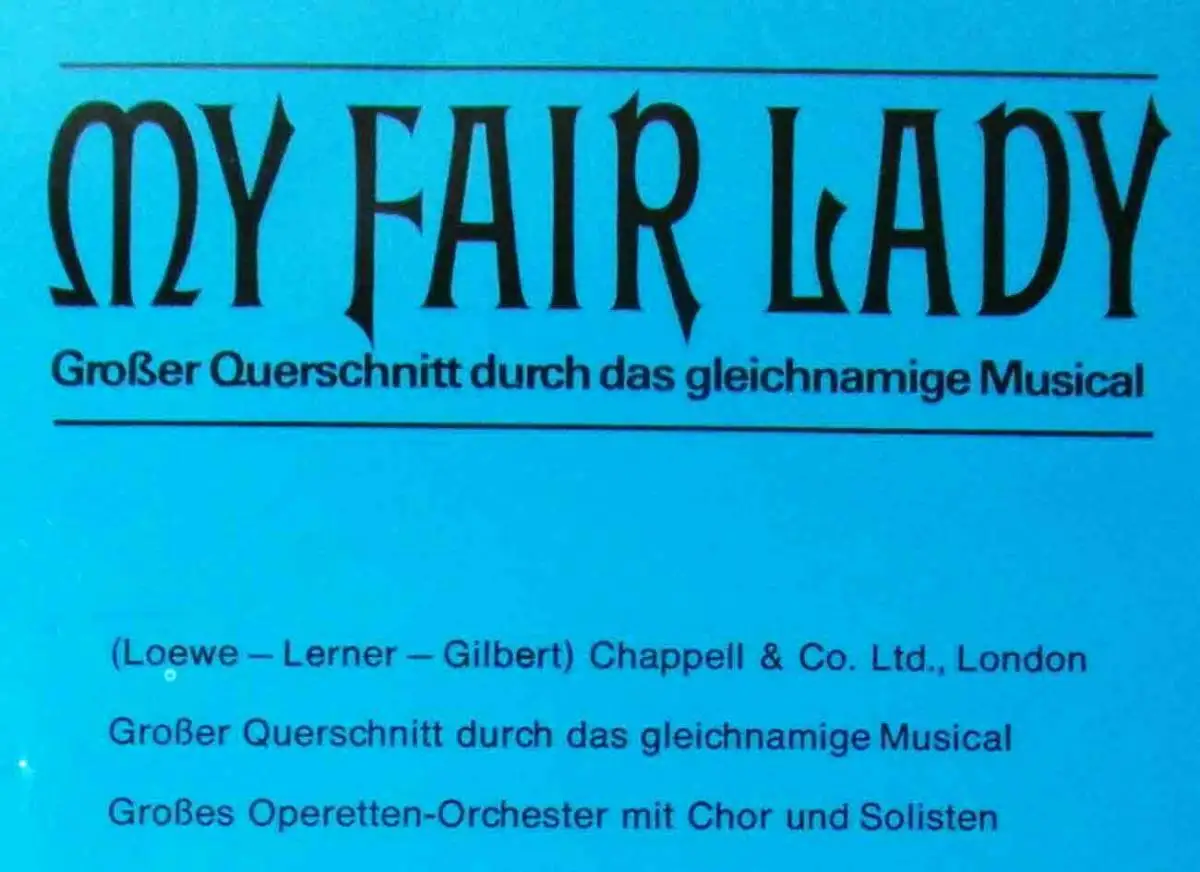 MY FAIR LADY
Großer Querschnitt durch das gleichnamige Musical
(Loewe – Lerner – Gilbert) Chappell & Co. Ltd., London
Großer Querschnitt durch das gleichnamige Musical
Großes Operetten-Orchester mit Chor und Solisten